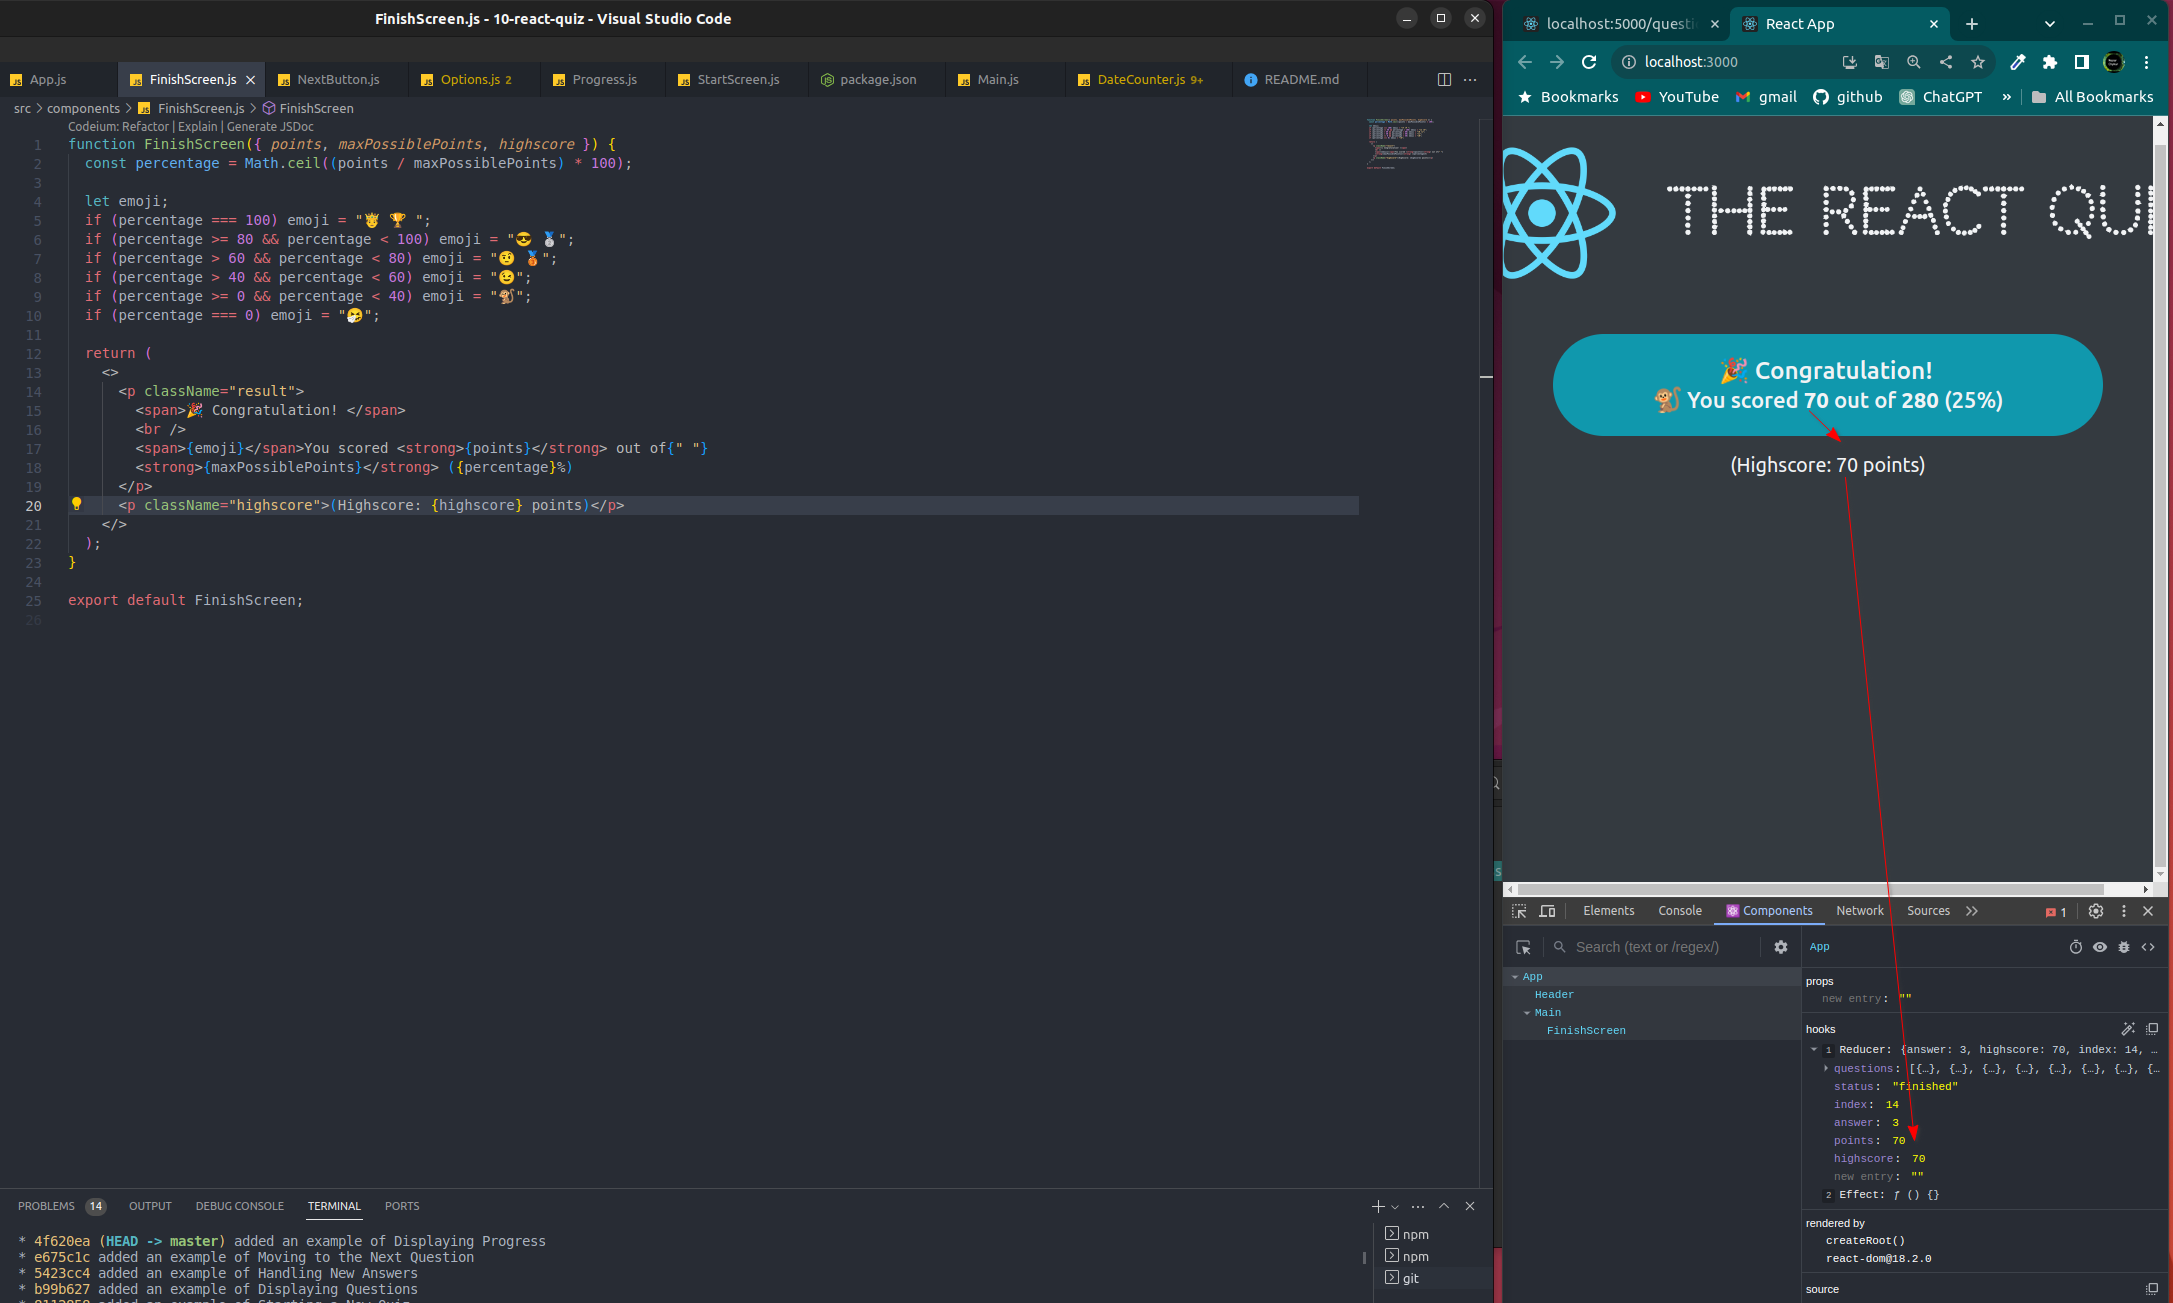 FinishScreen.js - 10-react-quiz - Visual Studio Code
App.js
FinishScreen.js
NextButton.js
Options.js 2
Progress.js
StartScreen.js
package.json
Main.js
DateCounter.js 9+
README.md
src > components > FinishScreen.js > FinishScreen
Codeium: Refactor | Explain | Generate JSDoc
1 function FinishScreen({ points, maxPossiblePoints, highscore }) {
2 const percentage = Math.ceil((points / maxPossiblePoints) * 100);
3
4 let emoji;
5 if (percentage === 100) emoji = "🤴 🏆 ";
6 if (percentage >= 80 && percentage < 100) emoji = "😎 🥈";
7 if (percentage > 60 && percentage < 80) emoji = "🤨 🥉";
8 if (percentage > 40 && percentage < 60) emoji = "😉";
9 if (percentage >= 0 && percentage < 40) emoji = "🐒";
10 if (percentage === 0) emoji = "🤧";
11
12 return (
13 <>
14 <p className="result">
15 <span>🎉 Congratulation! </span>
16 <br />
17 <span>{emoji}</span>You scored <strong>{points}</strong> out of{" "}
18 <strong>{maxPossiblePoints}</strong> ({percentage}%)
19 </p>
20 <p className="highscore">(Highscore: {highscore} points)</p>
21 </>
22 );
23 }
24
25 export default FinishScreen;
26
PROBLEMS 14
OUTPUT
DEBUG CONSOLE
TERMINAL
PORTS
* 4f620ea (HEAD -> master) added an example of Displaying Progress
* e675c1c added an example of Moving to the Next Question
* 5423cc4 added an example of Handling New Answers
* b99b627 added an example of Displaying Questions
npm
npm
git
localhost:5000/questi
React App
localhost:3000
Bookmarks
YouTube
gmail
github
ChatGPT
»
All Bookmarks
THE REACT QUI
🎉 Congratulation!
🐒 You scored 70 out of 280 (25%)
(Highscore: 70 points)
Elements
Console
Components
Network
Sources
1
Search (text or /regex/)
App
App
Header
Main
FinishScreen
props
new entry: ""
hooks
1 Reducer: {answer: 3, highscore: 70, index: 14, …
questions: [{…}, {…}, {…}, {…}, {…}, {…}, {…}, {…
status: "finished"
index: 14
answer: 3
points: 70
highscore: 70
new entry: ""
2 Effect: ƒ () {}
rendered by
createRoot()
react-dom@18.2.0
source